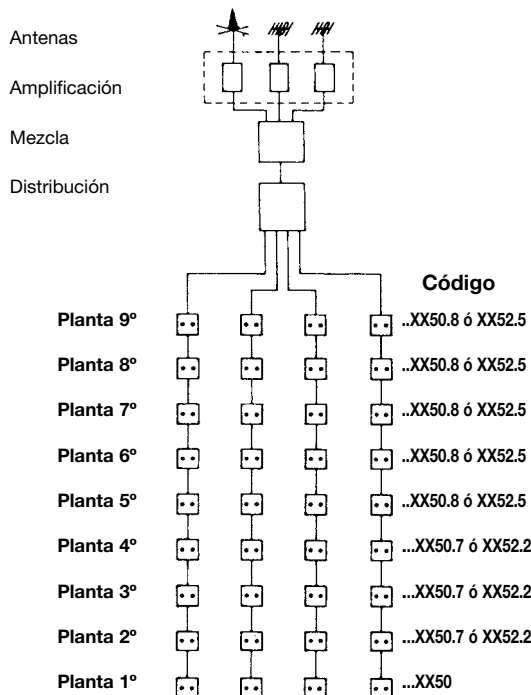 Antenas
Amplificación
Mezcla
Distribución
Código
Planta 9º ..XX50.8 ó XX52.5
Planta 8º ..XX50.8 ó XX52.5
Planta 7º ..XX50.8 ó XX52.5
Planta 6º ..XX50.8 ó XX52.5
Planta 5º ..XX50.8 ó XX52.5
Planta 4º ...XX50.7 ó XX52.2
Planta 3º ...XX50.7 ó XX52.2
Planta 2º ...XX50.7 ó XX52.2
Planta 1º ...XX50